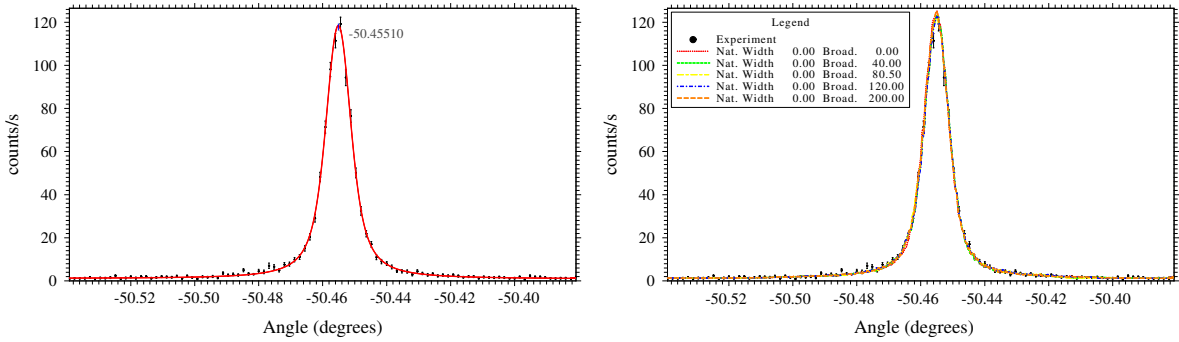 120
100
80
60
40
20
0
counts/s
-50.45510
-50.52 -50.50 -50.48 -50.46 -50.44 -50.42 -50.40
Angle (degrees)
120
100
80
60
40
20
0
counts/s
Legend
Experiment
Nat. Width 0.00 Broad. 0.00
Nat. Width 0.00 Broad. 40.00
Nat. Width 0.00 Broad. 80.50
Nat. Width 0.00 Broad. 120.00
Nat. Width 0.00 Broad. 200.00
-50.52 -50.50 -50.48 -50.46 -50.44 -50.42 -50.40
Angle (degrees)